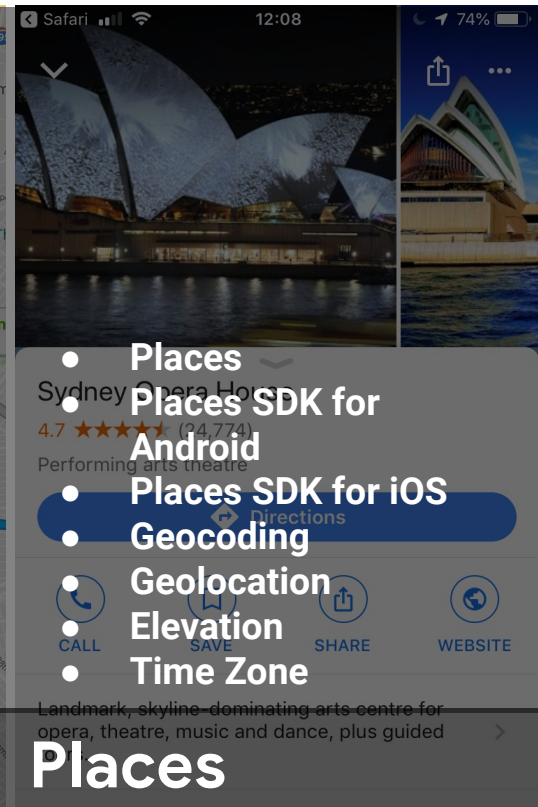 Safari 12:08 74%
• Places
Sydney Opera House
• Places SDK for
4.7 (24,774)
Android
Performing arts theatre
• Places SDK for iOS
Directions
• Geocoding
• Geolocation
• Elevation
CALL SAVE SHARE WEBSITE
• Time Zone
Landmark, skyline-dominating arts centre for
opera, theatre, music and dance, plus guided
Places